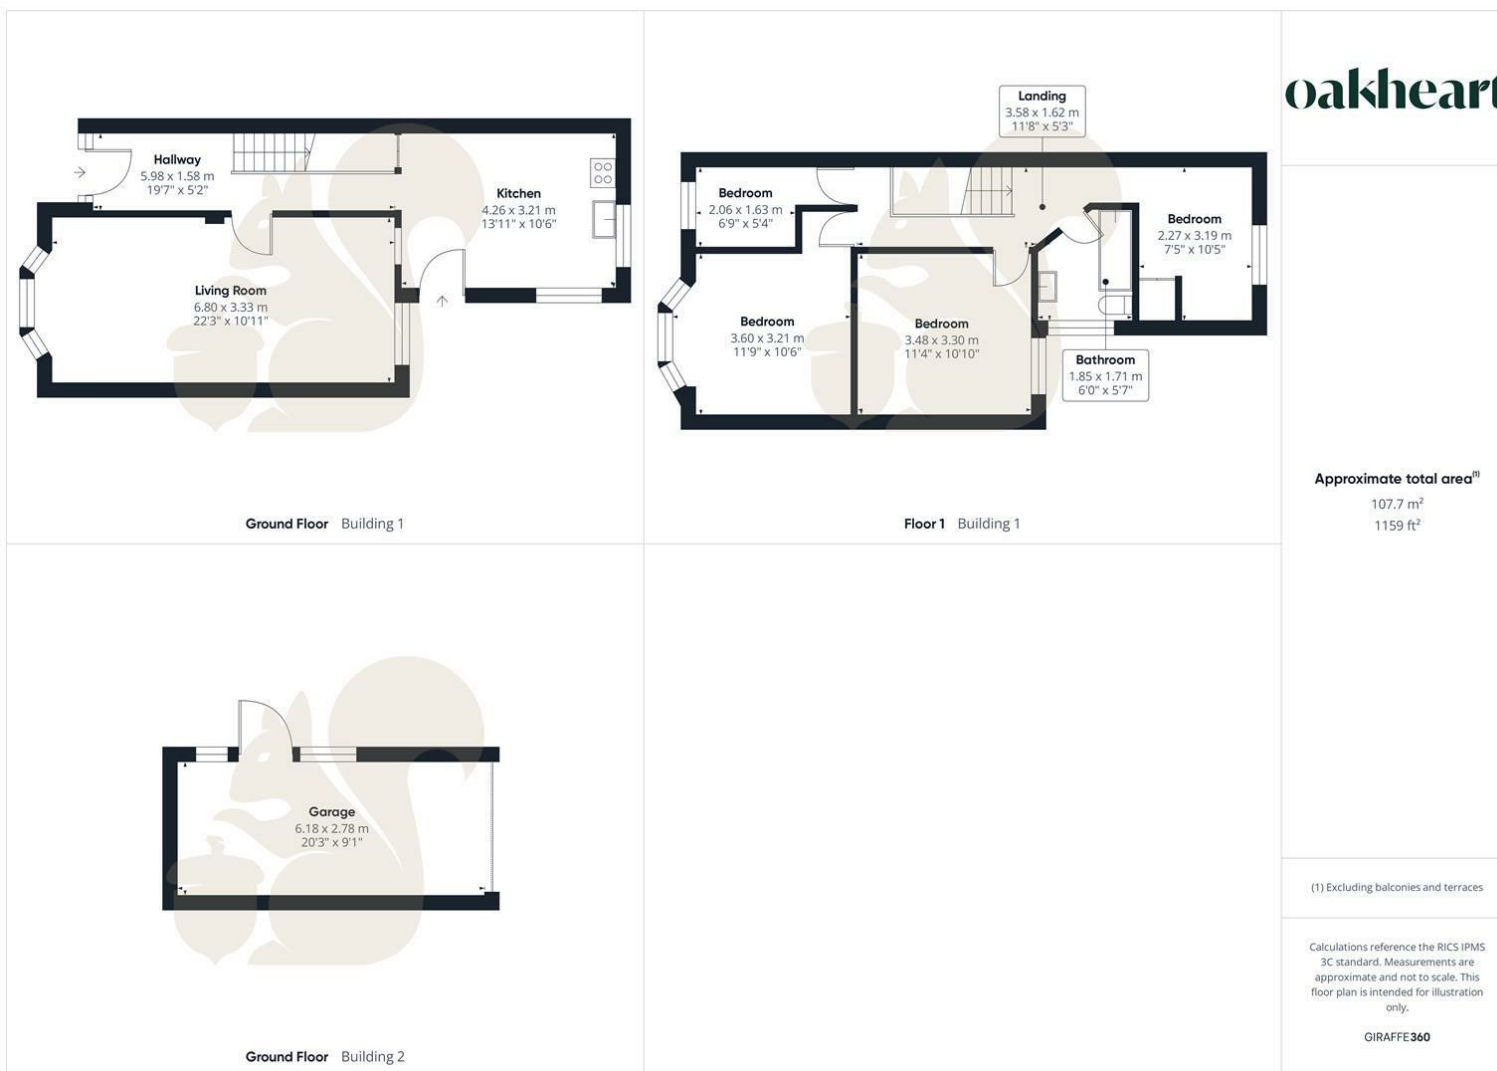 Hallway
5.98 x 1.58 m
19'7" x 5'2"
Kitchen
4.26 x 3.21 m
13'11" x 10'6"
Living Room
6.80 x 3.33 m
22'3" x 10'11"
Ground Floor Building 1
Landing
3.58 x 1.62 m
11'8" x 5'3"
Bedroom
2.06 x 1.63 m
6'9" x 5'4"
Bedroom
2.27 x 3.19 m
7'5" x 10'5"
Bedroom
3.60 x 3.21 m
11'9" x 10'6"
Bedroom
3.48 x 3.30 m
11'4" x 10'10"
Bathroom
1.85 x 1.71 m
6'0" x 5'7"
Floor 1 Building 1
Garage
6.18 x 2.78 m
20'3" x 9'1"
Ground Floor Building 2
oakheart
Approximate total area(1)
107.7 m²
1159 ft²
(1) Excluding balconies and terraces
Calculations reference the RICS IPMS
3C standard. Measurements are
approximate and not to scale. This
floor plan is intended for illustration
only.
GIRAFFE360